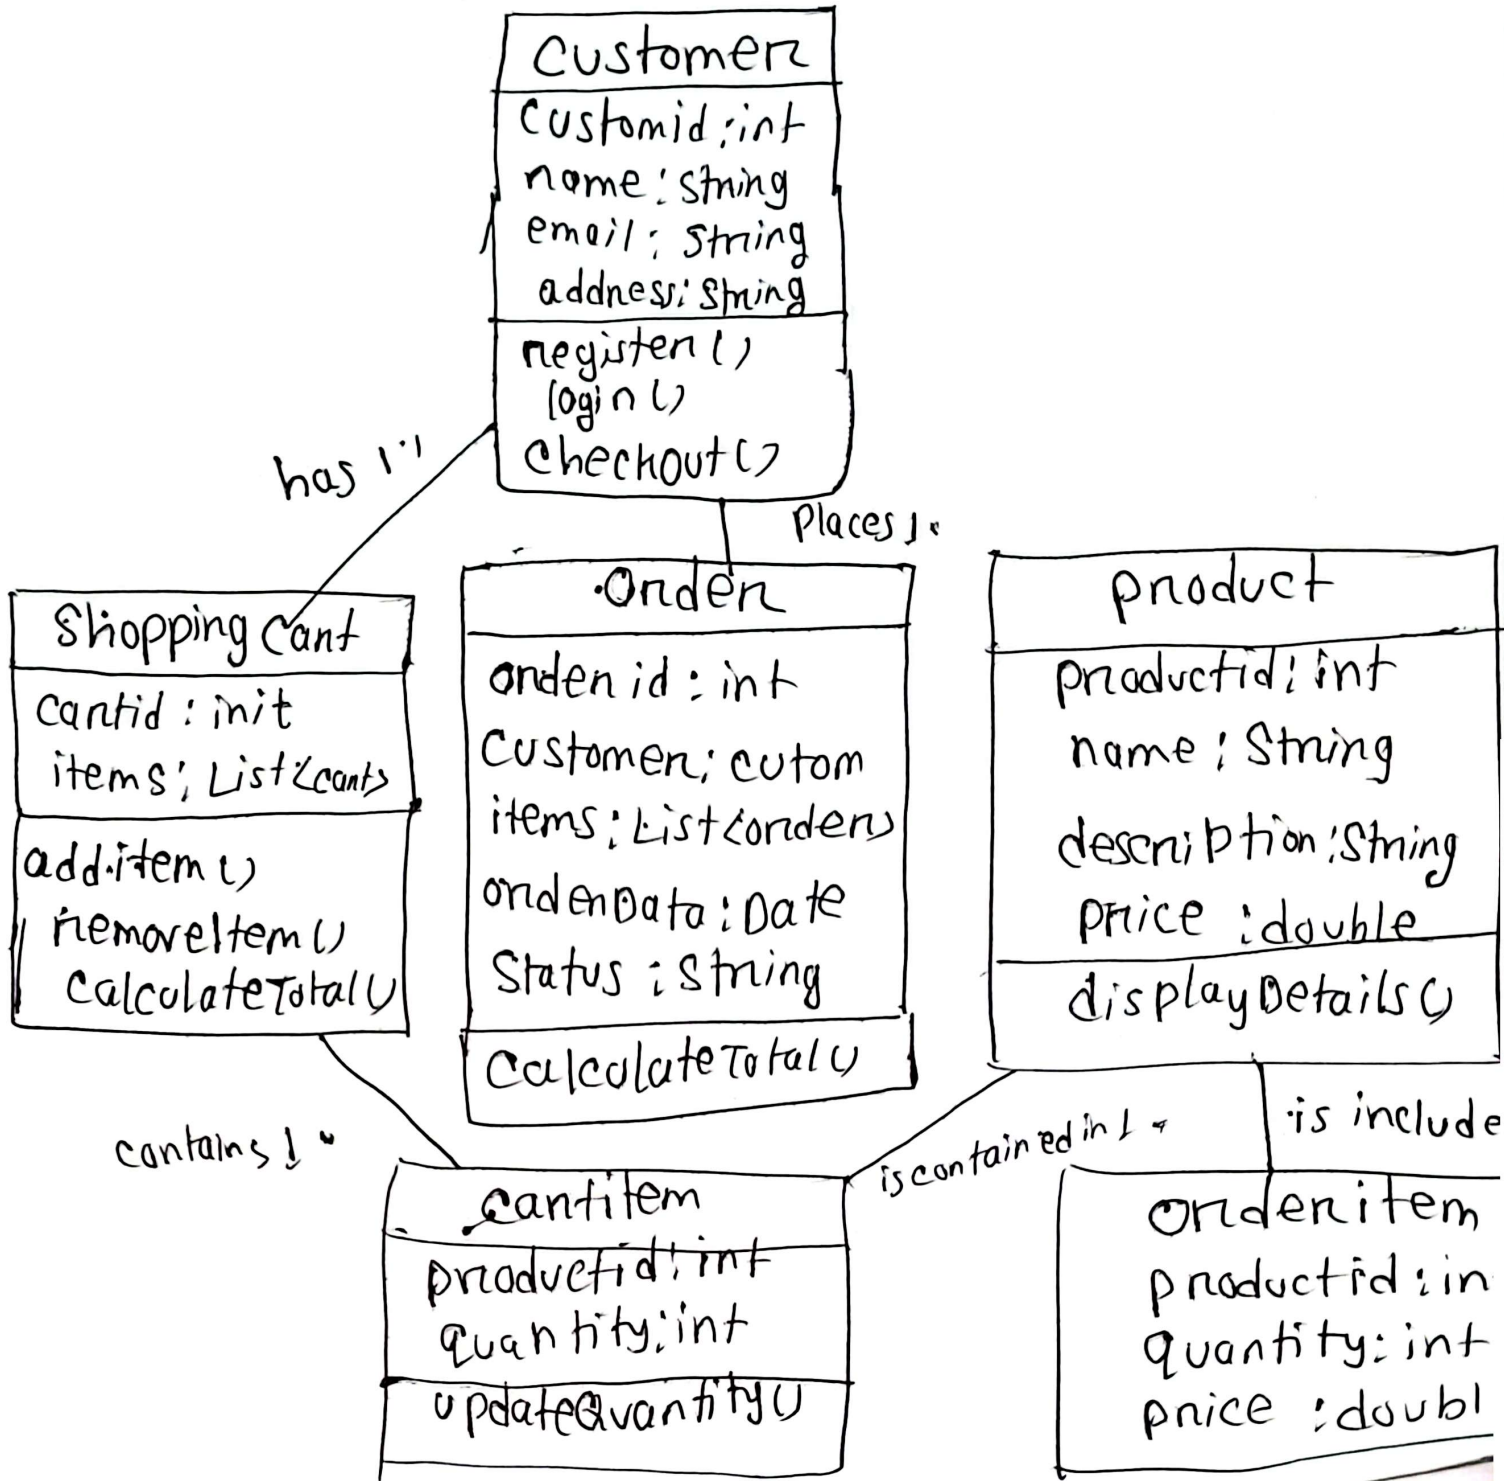 Customer
Customid : int
name : String
email : String
address : String
register()
login()
checkout()
has 1 : 1
Places 1 .
Shopping Cart
cartid : init
items : List<cart>
add.item()
removeItem()
CalculateTotal()
Order
order id : int
Customer : cutom
items : List<order>
orderData : Date
Status : String
CalculateTotal()
product
productid : int
name : String
description : String
price : double
displayDetails()
contains 1
is contained in 1
is include
cartitem
productid : int
quantity : int
updateQuantity()
orderitem
productid : in
quantity : int
price : doubl